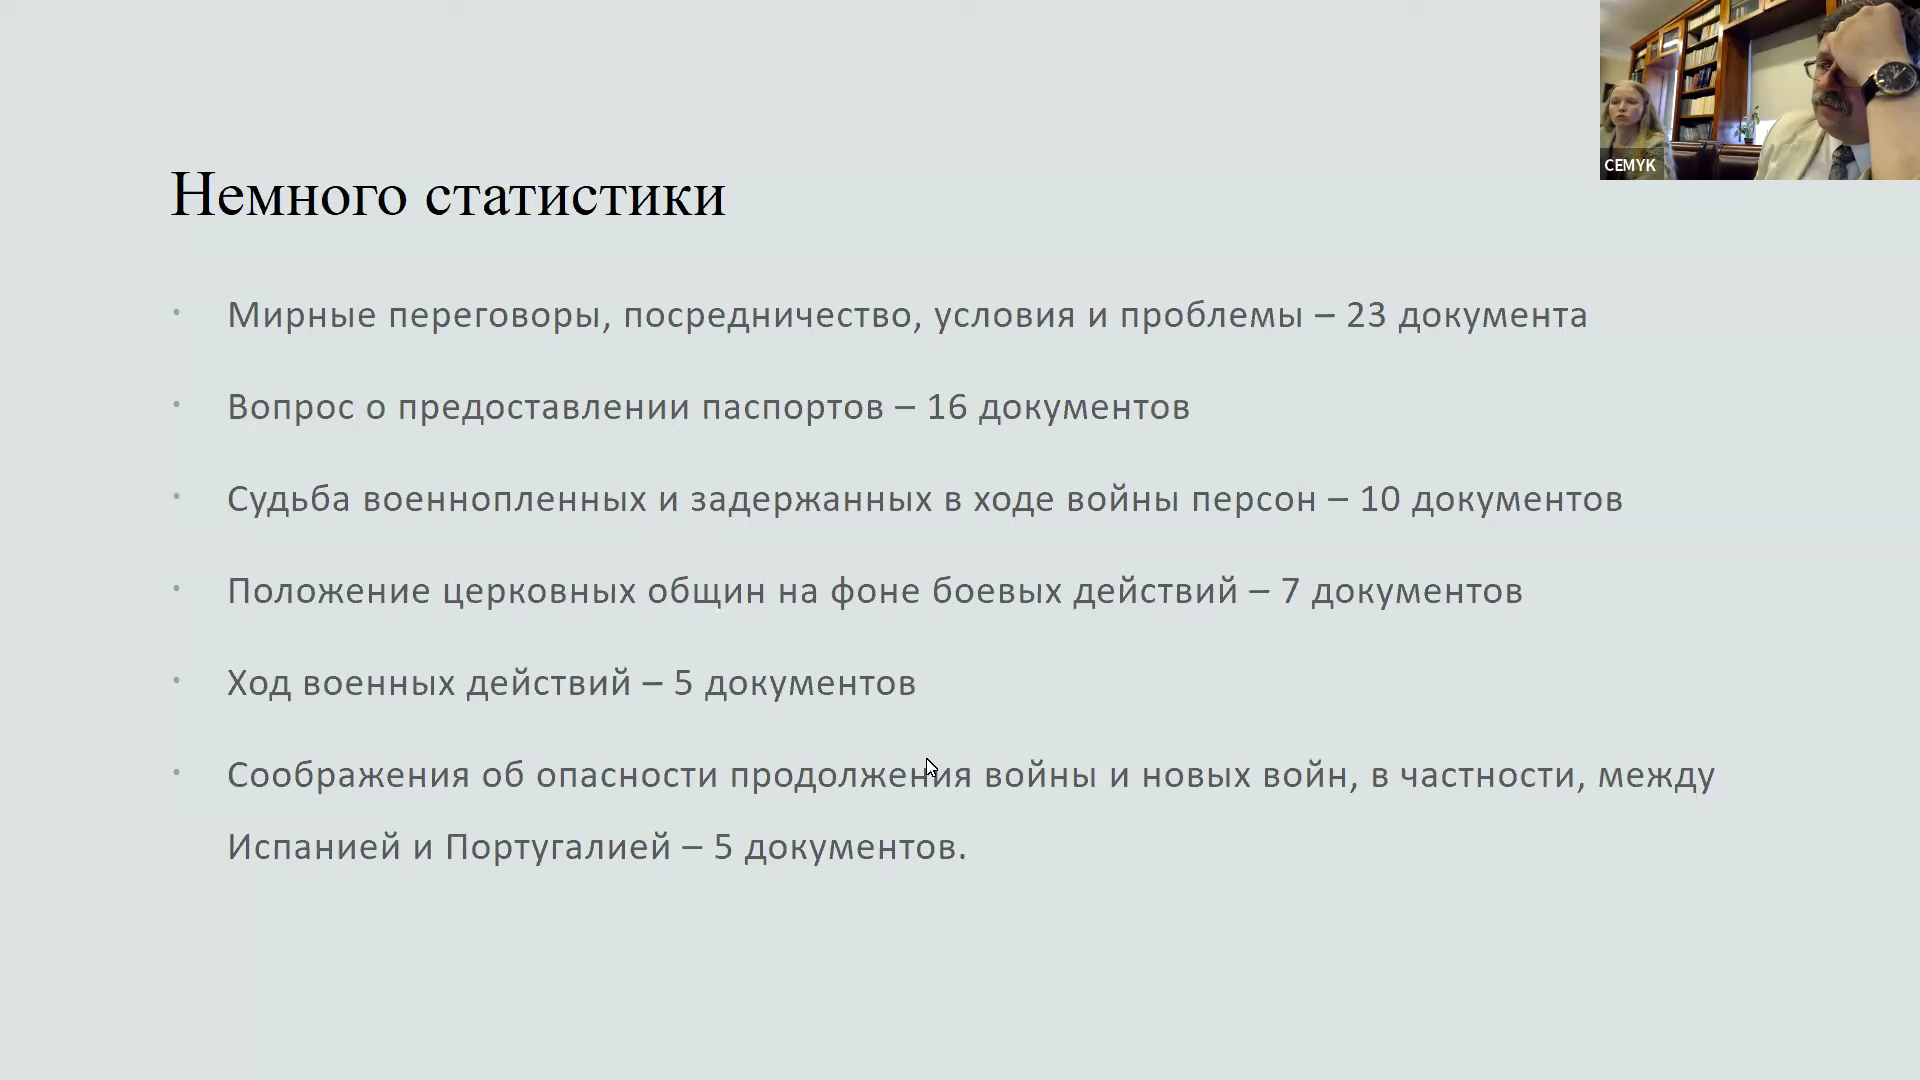 СЕМУК
Немного статистики
Мирные переговоры, посредничество, условия и проблемы – 23 документа
Вопрос о предоставлении паспортов – 16 документов
Судьба военнопленных и задержанных в ходе войны персон – 10 документов
Положение церковных общин на фоне боевых действий – 7 документов
Ход военных действий – 5 документов
Соображения об опасности продолжения войны и новых войн, в частности, между
Испанией и Португалией – 5 документов.